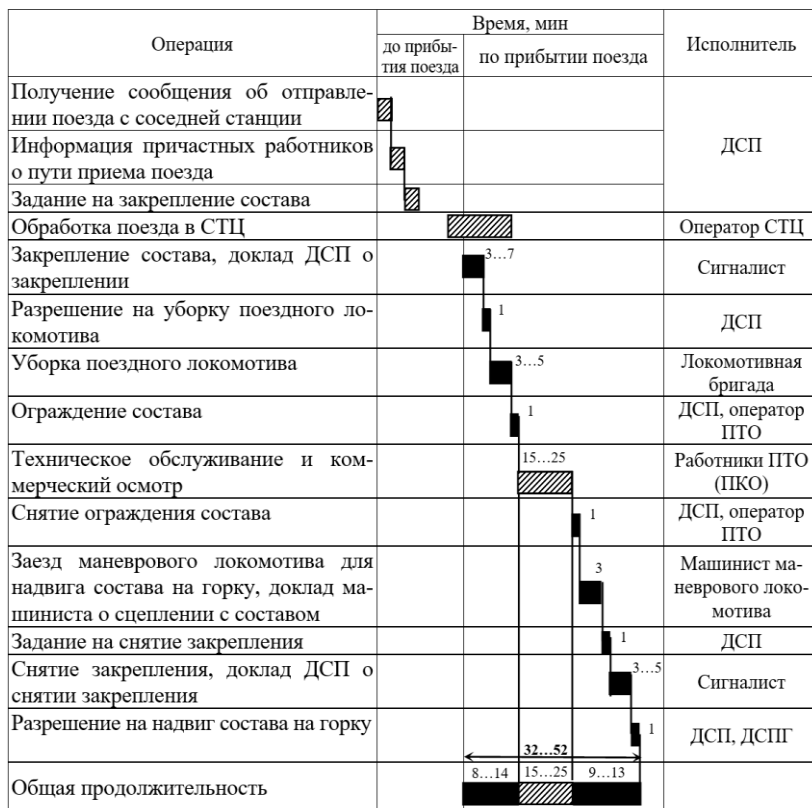 Операция
Время, мин
Исполнитель
до прибы-
тия поезда
по прибытии поезда
Получение сообщения об отправле-
нии поезда с соседней станции
Информация причастных работников
о пути приема поезда
ДСП
Задание на закрепление состава
Обработка поезда в СТЦ
Оператор СТЦ
Закрепление состава, доклад ДСП о
закреплении
3...7
Сигналист
Разрешение на уборку поездного ло-
комотива
1
ДСП
Уборка поездного локомотива
3...5
Локомотивная
бригада
Ограждение состава
1
ДСП, оператор
ПТО
Техническое обслуживание и ком-
мерческий осмотр
15...25
Работники ПТО
(ПКО)
Снятие ограждения состава
1
ДСП, оператор
ПТО
Заезд маневрового локомотива для
надвига состава на горку, доклад ма-
шиниста о сцеплении с составом
3
Машинист ма-
неврового локо-
мотива
Задание на снятие закрепления
1
ДСП
Снятие закрепления, доклад ДСП о
снятии закрепления
3...5
Сигналист
Разрешение на надвиг состава на горку
1
ДСП, ДСПГ
32...52
Общая продолжительность
8...14
15...25
9...13